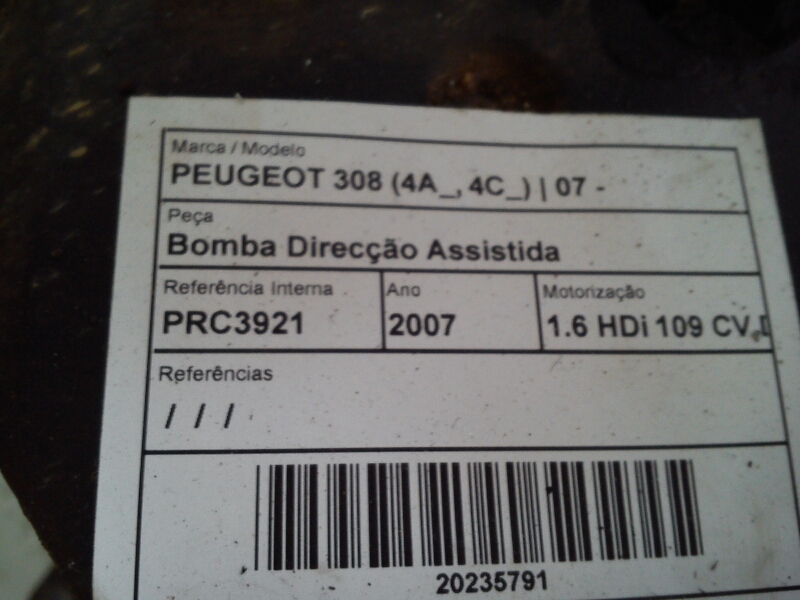 Marca / Modelo
PEUGEOT 308 (4A_, 4C_) | 07 -
Peça
Bomba Direcção Assistida
Referência Interna Ano Motorização
PRC3921 2007 1.6 HDi 109 CV,
Referências
/ / /
20235791